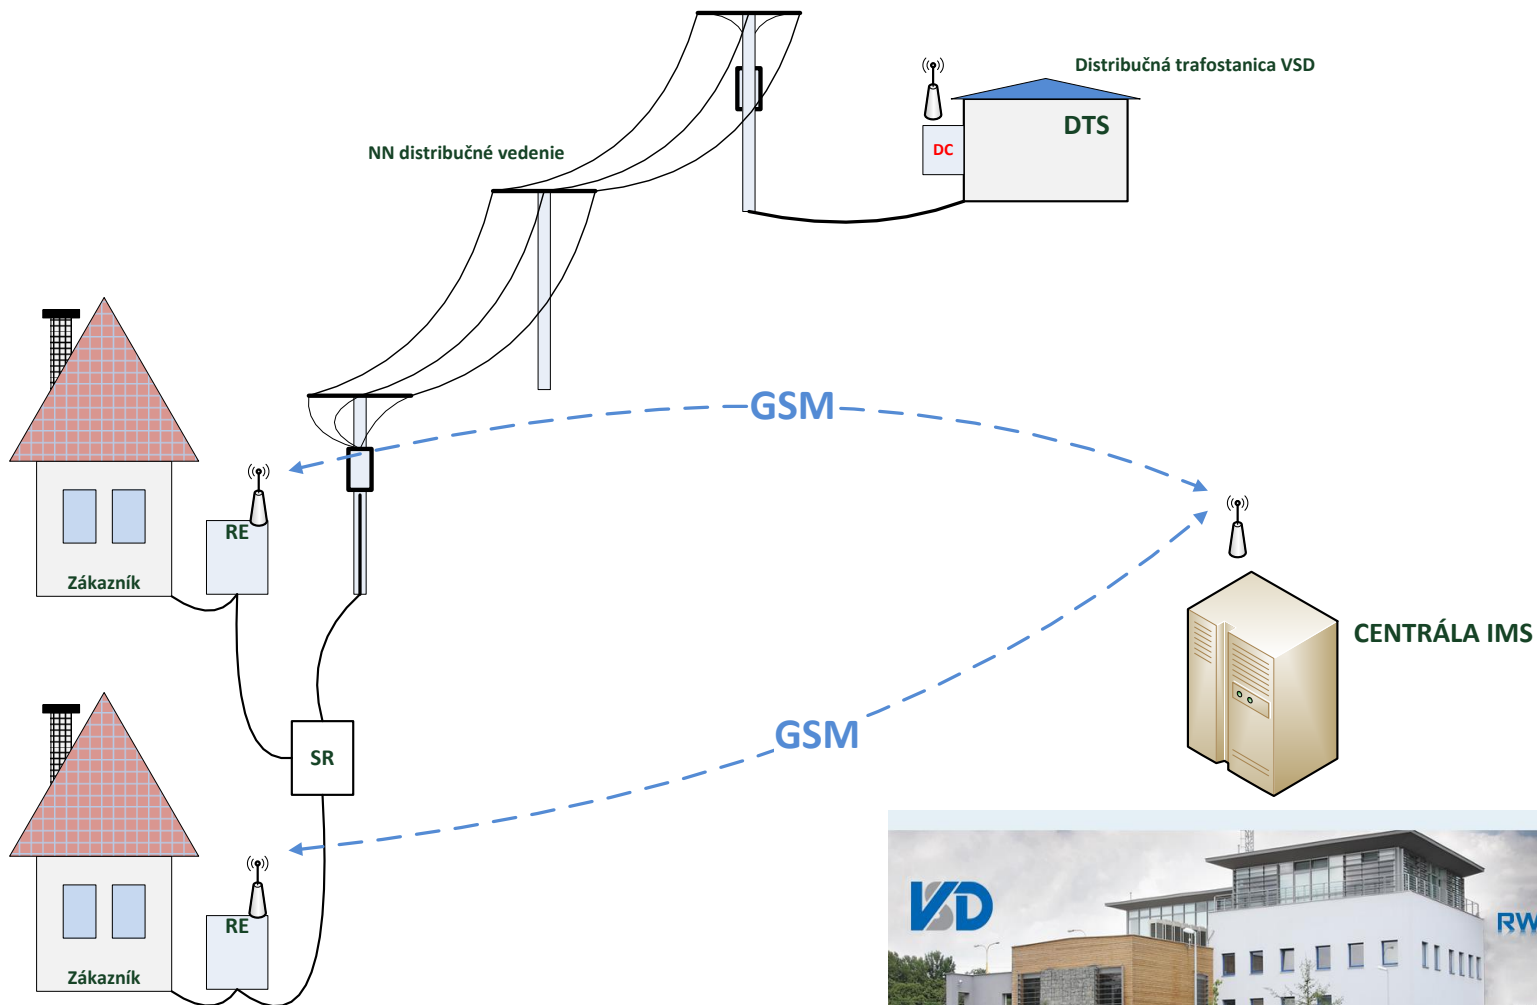 Distribučná trafostanica VSD
DTS
DC
NN distribučné vedenie
GSM
RE
Zákazník
CENTRÁLA IMS
GSM
SR
VSD
RW
RE
Zákazník